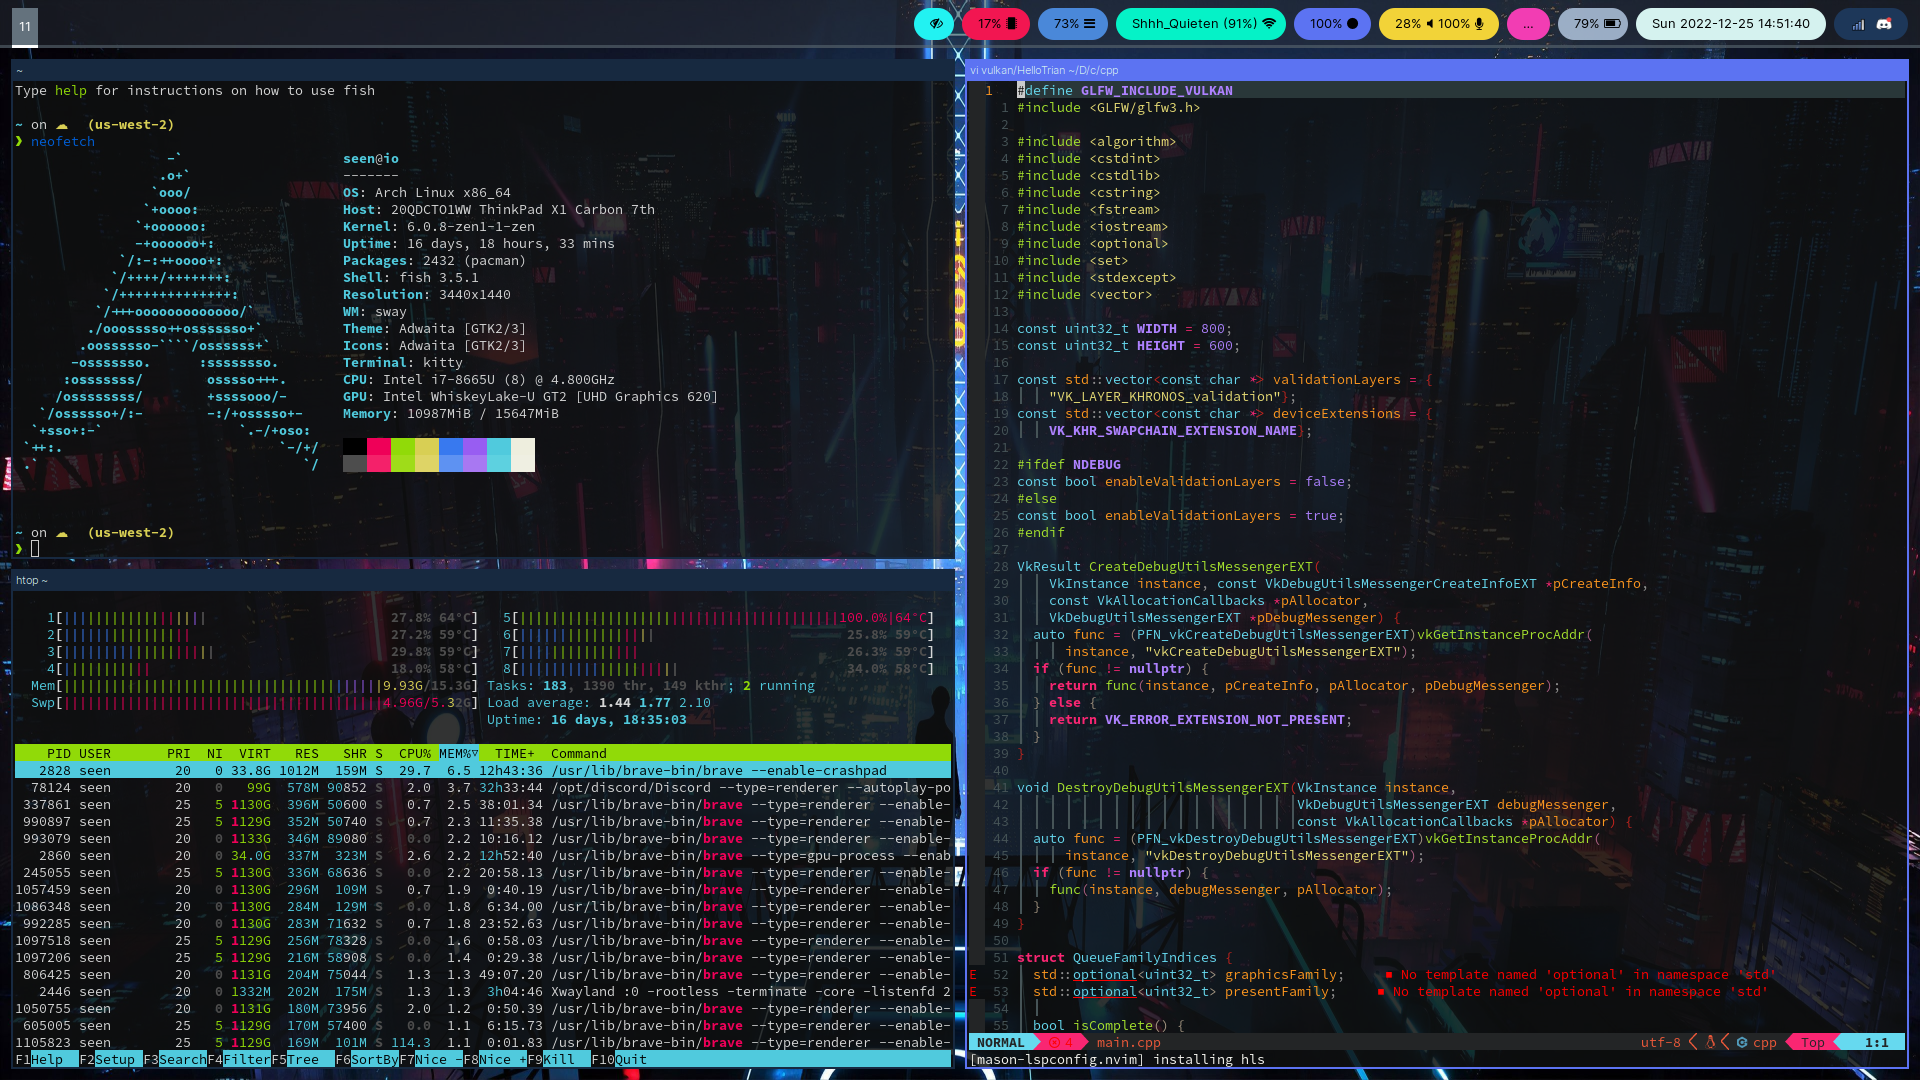 11
17%
73%
Shhh_Quieten (91%)
100%
28% 100%
...
79%
Sun 2022-12-25 14:51:40
~
Type help for instructions on how to use fish
~ on ☁ (us-west-2)
❯ neofetch
seen@io
-------
OS: Arch Linux x86_64
Host: 20QDCTO1WW ThinkPad X1 Carbon 7th
Kernel: 6.0.8-zen1-1-zen
Uptime: 16 days, 18 hours, 33 mins
Packages: 2432 (pacman)
Shell: fish 3.5.1
Resolution: 3440x1440
WM: sway
Theme: Adwaita [GTK2/3]
Icons: Adwaita [GTK2/3]
Terminal: kitty
CPU: Intel i7-8665U (8) @ 4.800GHz
GPU: Intel WhiskeyLake-U GT2 [UHD Graphics 620]
Memory: 10987MiB / 15647MiB
~ on ☁ (us-west-2)
❯
htop ~
1[ 27.8% 64°C] 5[ 100.0% 64°C]
2[ 27.2% 59°C] 6[ 25.8% 59°C]
3[ 29.8% 59°C] 7[ 26.3% 59°C]
4[ 18.0% 58°C] 8[ 34.0% 58°C]
Mem[ 9.93G/15.3G] Tasks: 183, 1390 thr, 149 kthr; 2 running
Swp[ 4.96G/5.32G] Load average: 1.44 1.77 2.10
Uptime: 16 days, 18:35:03
PID USER PRI NI VIRT RES SHR S CPU% MEM%▽ TIME+ Command
2828 seen 20 0 33.8G 1012M 159M S 29.7 6.5 12h43:36 /usr/lib/brave-bin/brave --enable-crashpad
78124 seen 20 0 99G 578M 90852 S 2.0 3.7 32h33:44 /opt/discord/Discord --type=renderer --autoplay-po
337861 seen 25 5 1130G 396M 50600 S 0.7 2.5 38:01.34 /usr/lib/brave-bin/brave --type=renderer --enable-
990897 seen 25 5 1129G 352M 50740 S 0.7 2.3 11:35.38 /usr/lib/brave-bin/brave --type=renderer --enable-
993079 seen 20 0 1133G 346M 89080 S 0.0 2.2 10:16.12 /usr/lib/brave-bin/brave --type=renderer --enable-
2860 seen 20 0 34.0G 337M 323M S 2.6 2.2 12h52:40 /usr/lib/brave-bin/brave --type=gpu-process --enab
245055 seen 25 5 1130G 336M 68636 S 0.0 2.2 20:58.13 /usr/lib/brave-bin/brave --type=renderer --enable-
1057459 seen 20 0 1130G 296M 109M S 0.7 1.9 0:40.19 /usr/lib/brave-bin/brave --type=renderer --enable-
1086348 seen 20 0 1130G 284M 129M S 0.0 1.8 6:34.00 /usr/lib/brave-bin/brave --type=renderer --enable-
992285 seen 20 0 1130G 283M 71632 S 0.7 1.8 23:52.63 /usr/lib/brave-bin/brave --type=renderer --enable-
1097518 seen 25 5 1129G 256M 78328 S 0.0 1.6 0:58.03 /usr/lib/brave-bin/brave --type=renderer --enable-
1097206 seen 25 5 1129G 216M 58908 S 0.0 1.4 0:29.38 /usr/lib/brave-bin/brave --type=renderer --enable-
806425 seen 20 0 1131G 204M 75044 S 1.3 1.3 49:07.20 /usr/lib/brave-bin/brave --type=renderer --enable-
2446 seen 20 0 1332M 202M 175M S 1.3 1.3 3h04:46 Xwayland :0 -rootless -terminate -core -listenfd 2
1050755 seen 20 0 1131G 180M 73956 S 2.0 1.2 0:50.39 /usr/lib/brave-bin/brave --type=renderer --enable-
605005 seen 25 5 1129G 170M 57400 S 0.0 1.1 6:15.73 /usr/lib/brave-bin/brave --type=renderer --enable-
1105823 seen 25 5 1129G 169M 101M S 114.3 1.1 0:01.83 /usr/lib/brave-bin/brave --type=renderer --enable-
F1Help F2Setup F3SearchF4FilterF5Tree F6SortByF7Nice -F8Nice +F9Kill F10Quit
vi vulkan/HelloTrian ~/D/c/cpp
1 #define GLFW_INCLUDE_VULKAN
1 #include <GLFW/glfw3.h>
2
3 #include <algorithm>
4 #include <cstdint>
5 #include <cstdlib>
6 #include <cstring>
7 #include <fstream>
8 #include <iostream>
9 #include <optional>
10 #include <set>
11 #include <stdexcept>
12 #include <vector>
13
14 const uint32_t WIDTH = 800;
15 const uint32_t HEIGHT = 600;
16
17 const std::vector<const char *> validationLayers = {
18 "VK_LAYER_KHRONOS_validation"};
19 const std::vector<const char *> deviceExtensions = {
20 VK_KHR_SWAPCHAIN_EXTENSION_NAME};
21
22 #ifdef NDEBUG
23 const bool enableValidationLayers = false;
24 #else
25 const bool enableValidationLayers = true;
26 #endif
27
28 VkResult CreateDebugUtilsMessengerEXT(
29 VkInstance instance, const VkDebugUtilsMessengerCreateInfoEXT *pCreateInfo,
30 const VkAllocationCallbacks *pAllocator,
31 VkDebugUtilsMessengerEXT *pDebugMessenger) {
32 auto func = (PFN_vkCreateDebugUtilsMessengerEXT)vkGetInstanceProcAddr(
33 instance, "vkCreateDebugUtilsMessengerEXT");
34 if (func != nullptr) {
35 return func(instance, pCreateInfo, pAllocator, pDebugMessenger);
36 } else {
37 return VK_ERROR_EXTENSION_NOT_PRESENT;
38 }
39 }
40
41 void DestroyDebugUtilsMessengerEXT(VkInstance instance,
42 VkDebugUtilsMessengerEXT debugMessenger,
43 const VkAllocationCallbacks *pAllocator) {
44 auto func = (PFN_vkDestroyDebugUtilsMessengerEXT)vkGetInstanceProcAddr(
45 instance, "vkDestroyDebugUtilsMessengerEXT");
46 if (func != nullptr) {
47 func(instance, debugMessenger, pAllocator);
48 }
49 }
50
51 struct QueueFamilyIndices {
E 52 std::optional<uint32_t> graphicsFamily; ■ No template named 'optional' in namespace 'std'
E 53 std::optional<uint32_t> presentFamily; ■ No template named 'optional' in namespace 'std'
54
55 bool isComplete() {
NORMAL 4 main.cpp utf-8 cpp Top 1:1
[mason-lspconfig.nvim] installing hls